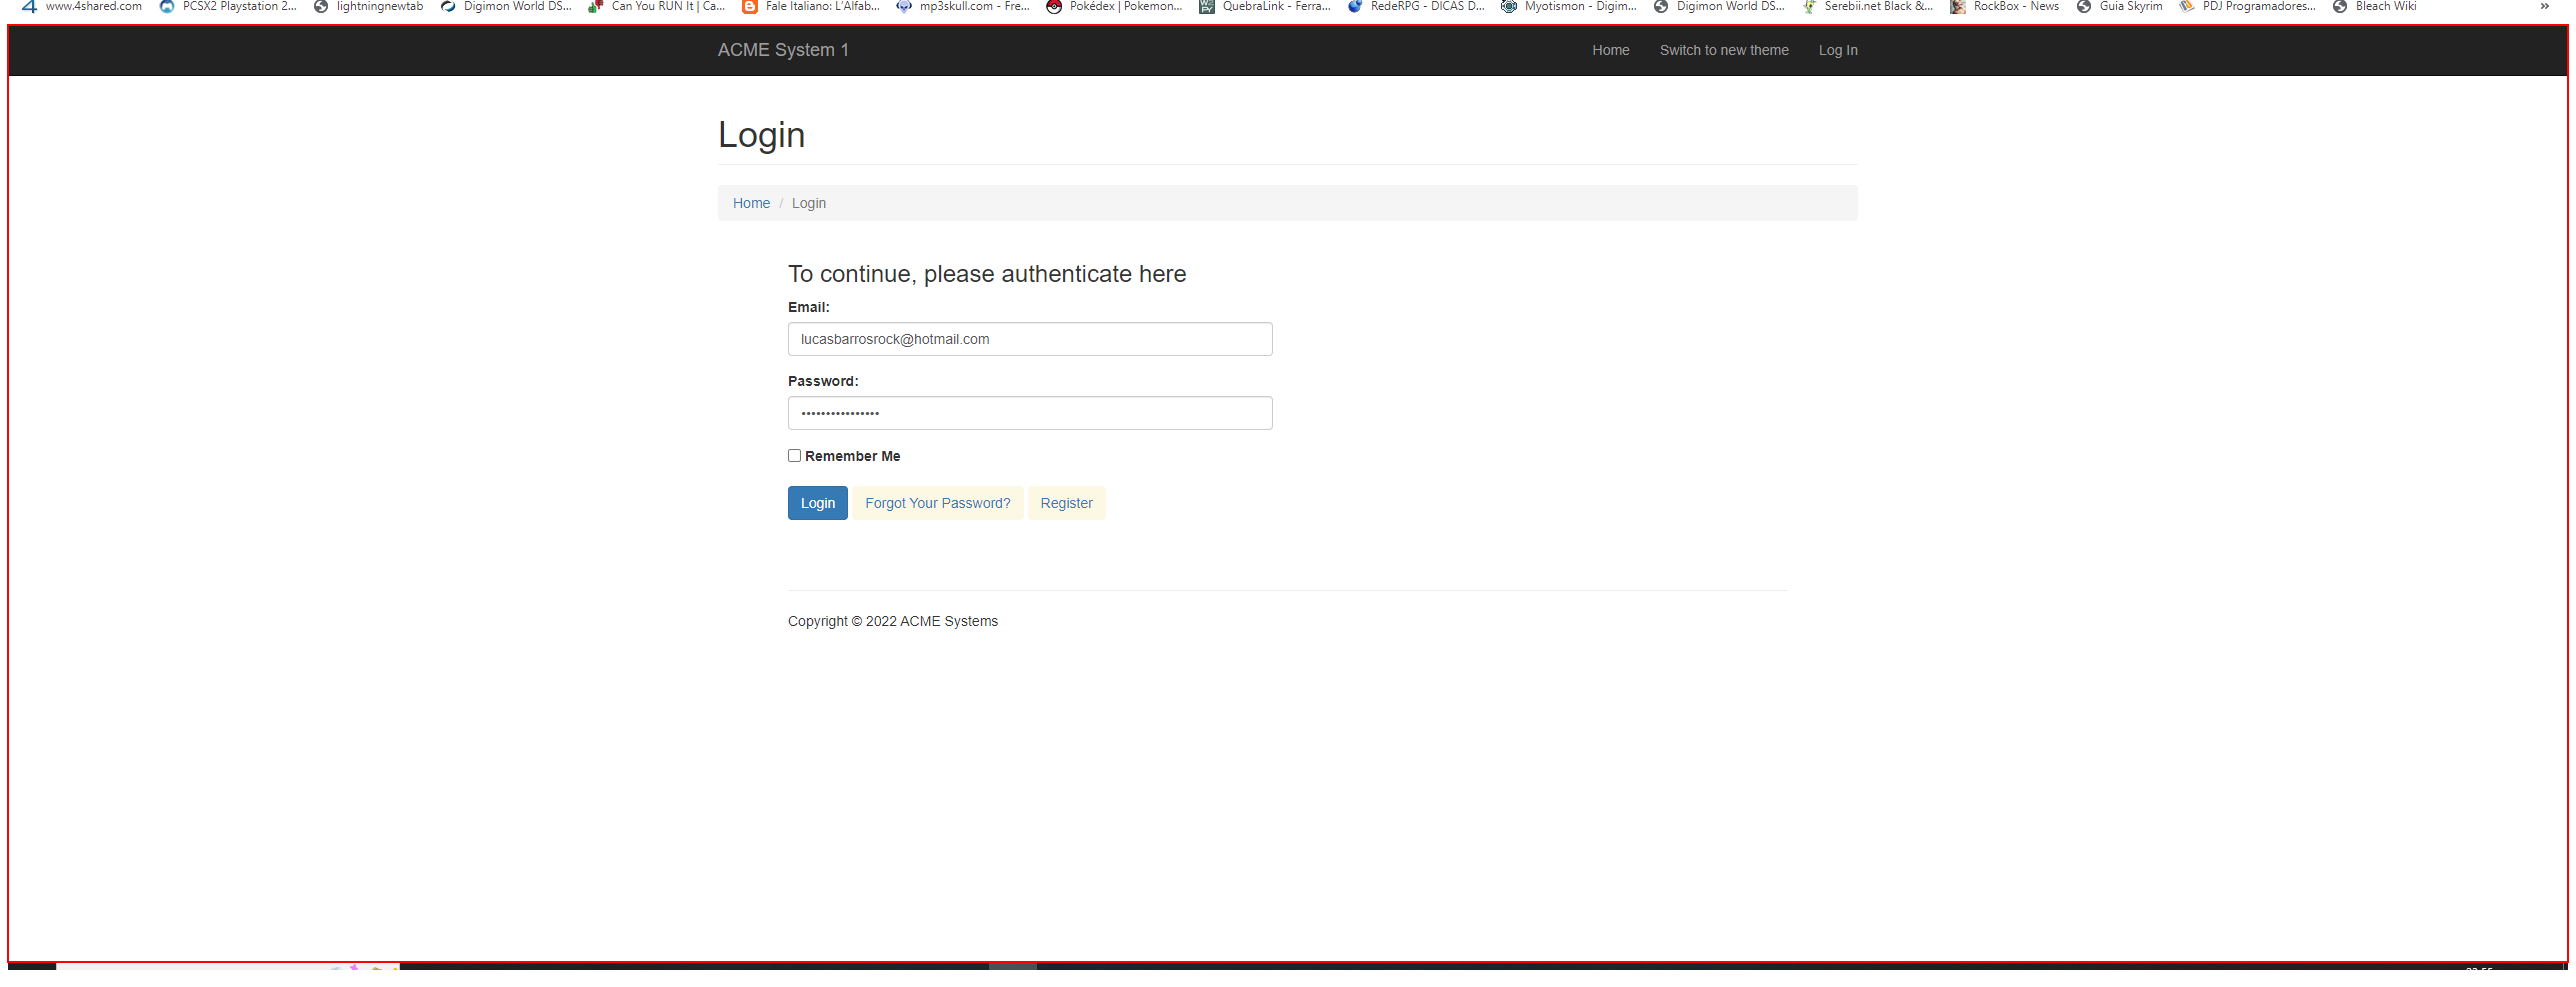 www.4shared.com PCSX2 Playstation 2... lightningnewtab Digimon World DS... Can You RUN It | Ca... Fale Italiano: L'Alfab... mp3skull.com - Fre... Pokédex | Pokemon... QuebraLink - Ferra... RedeRPG - DICAS D... Myotismon - Digim... Digimon World DS... Serebii.net Black &... RockBox - News Guia Skyrim PDJ Programadores... Bleach Wiki »
ACME System 1 Home Switch to new theme Log In
Login
Home / Login
To continue, please authenticate here
Email:
lucasbarrosrock@hotmail.com
Password:
Remember Me
Login Forgot Your Password? Register
Copyright © 2022 ACME Systems